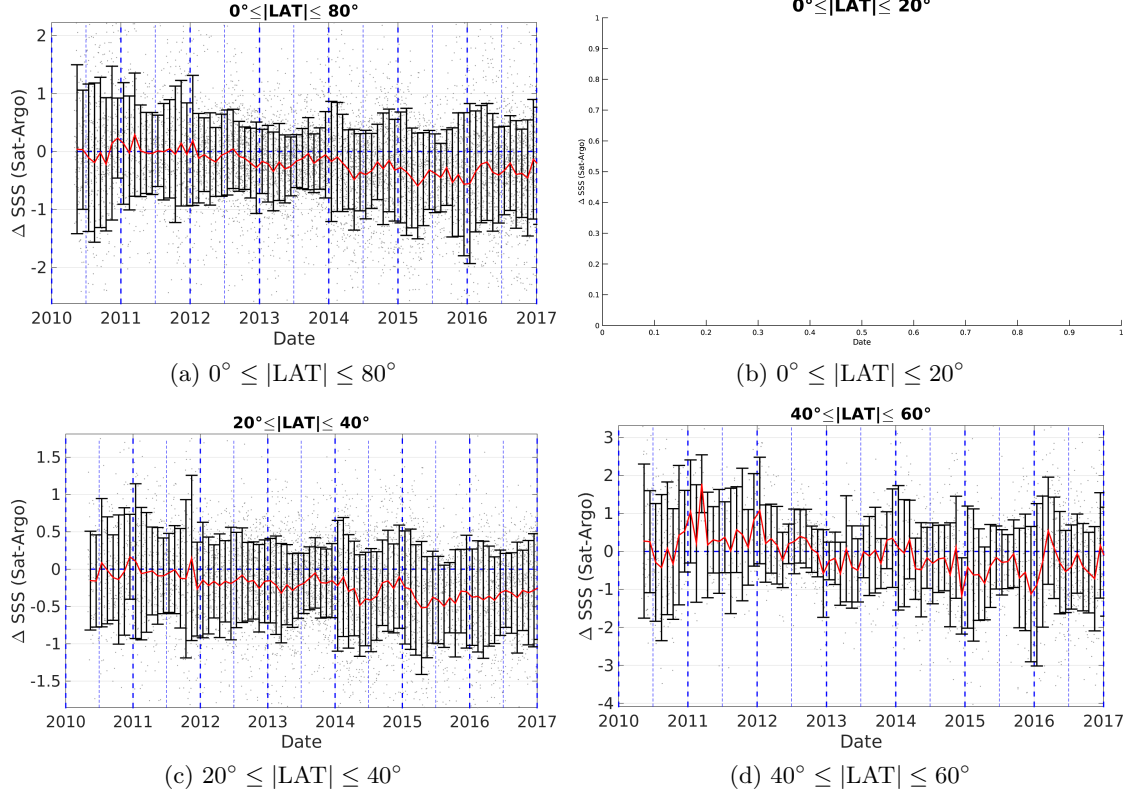 0°≤|LAT|≤ 80°
2
1
0
-1
-2
Δ SSS (Sat-Argo)
2010 2011 2012 2013 2014 2015 2016 2017
Date
(a) 0° ≤ |LAT| ≤ 80°
0°≤|LAT|≤ 20°
1
0.9
0.8
0.7
0.6
0.5
0.4
0.3
0.2
0.1
0
Δ SSS (Sat-Argo)
0 0.1 0.2 0.3 0.4 0.5 0.6 0.7 0.8 0.9 1
Date
(b) 0° ≤ |LAT| ≤ 20°
20°≤|LAT|≤ 40°
1.5
1
0.5
0
-0.5
-1
-1.5
Δ SSS (Sat-Argo)
2010 2011 2012 2013 2014 2015 2016 2017
Date
(c) 20° ≤ |LAT| ≤ 40°
40°≤|LAT|≤ 60°
3
2
1
0
-1
-2
-3
-4
Δ SSS (Sat-Argo)
2010 2011 2012 2013 2014 2015 2016 2017
Date
(d) 40° ≤ |LAT| ≤ 60°